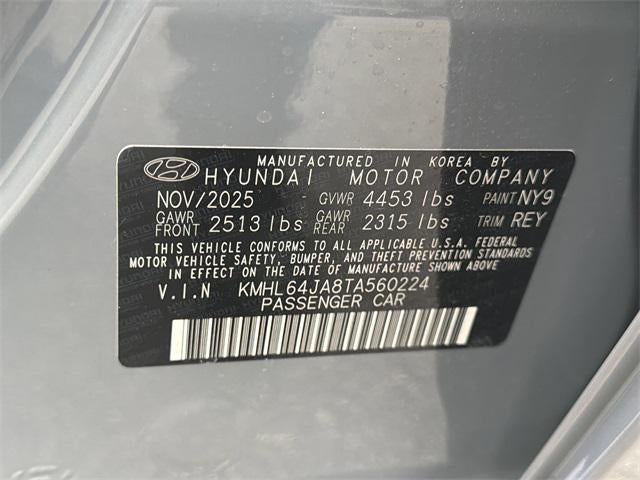 MANUFACTURED IN KOREA BY
HYUNDAI MOTOR COMPANY
NOV/2025 GVWR 4453 lbs PAINT NY9
GAWR FRONT 2513 lbs GAWR REAR 2315 lbs TRIM REY
THIS VEHICLE CONFORMS TO ALL APPLICABLE U.S.A. FEDERAL
MOTOR VEHICLE SAFETY, BUMPER, AND THEFT PREVENTION STANDARDS
IN EFFECT ON THE DATE OF MANUFACTURE SHOWN ABOVE
V.I.N KMHL64JA8TA560224
PASSENGER CAR